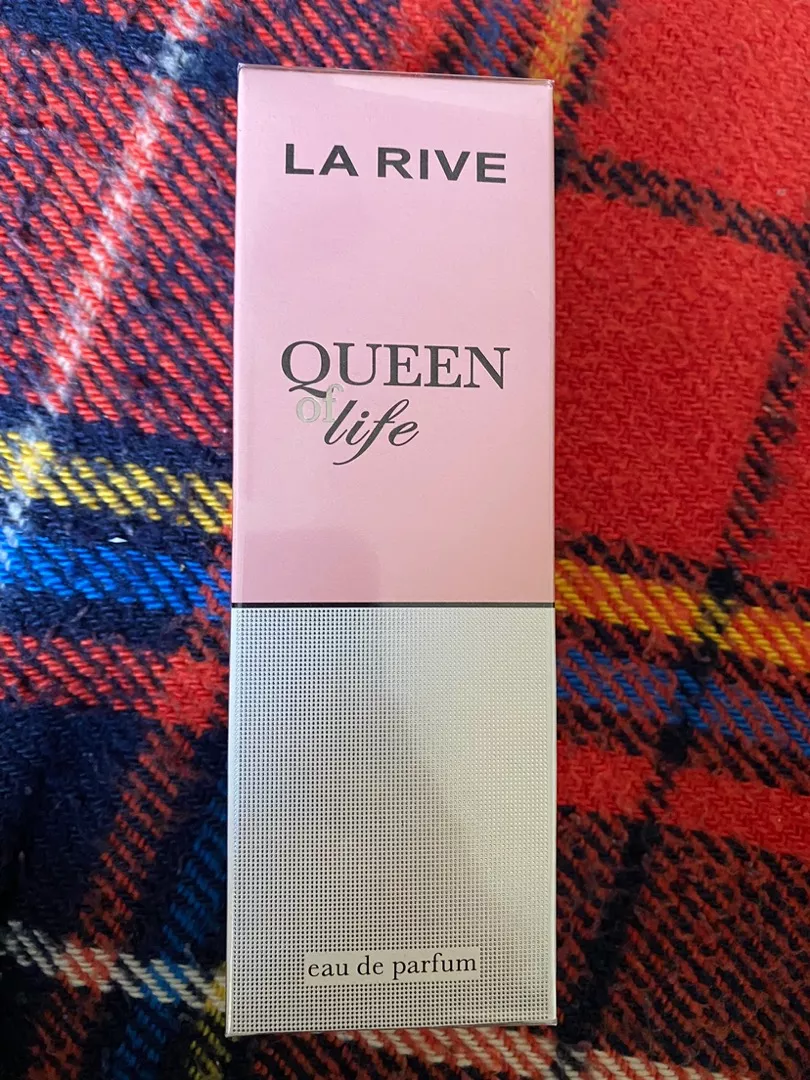 LA RIVE
QUEEN
of life
eau de parfum